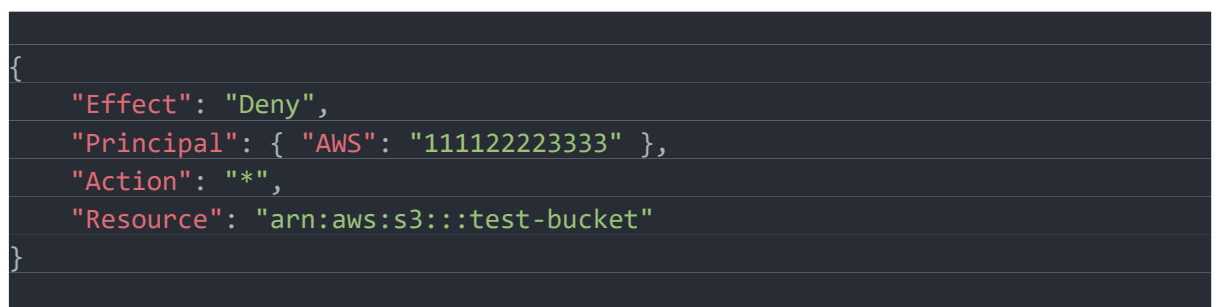 {
    "Effect": "Deny",
    "Principal": { "AWS": "111122223333" },
    "Action": "*",
    "Resource": "arn:aws:s3:::test-bucket"
}